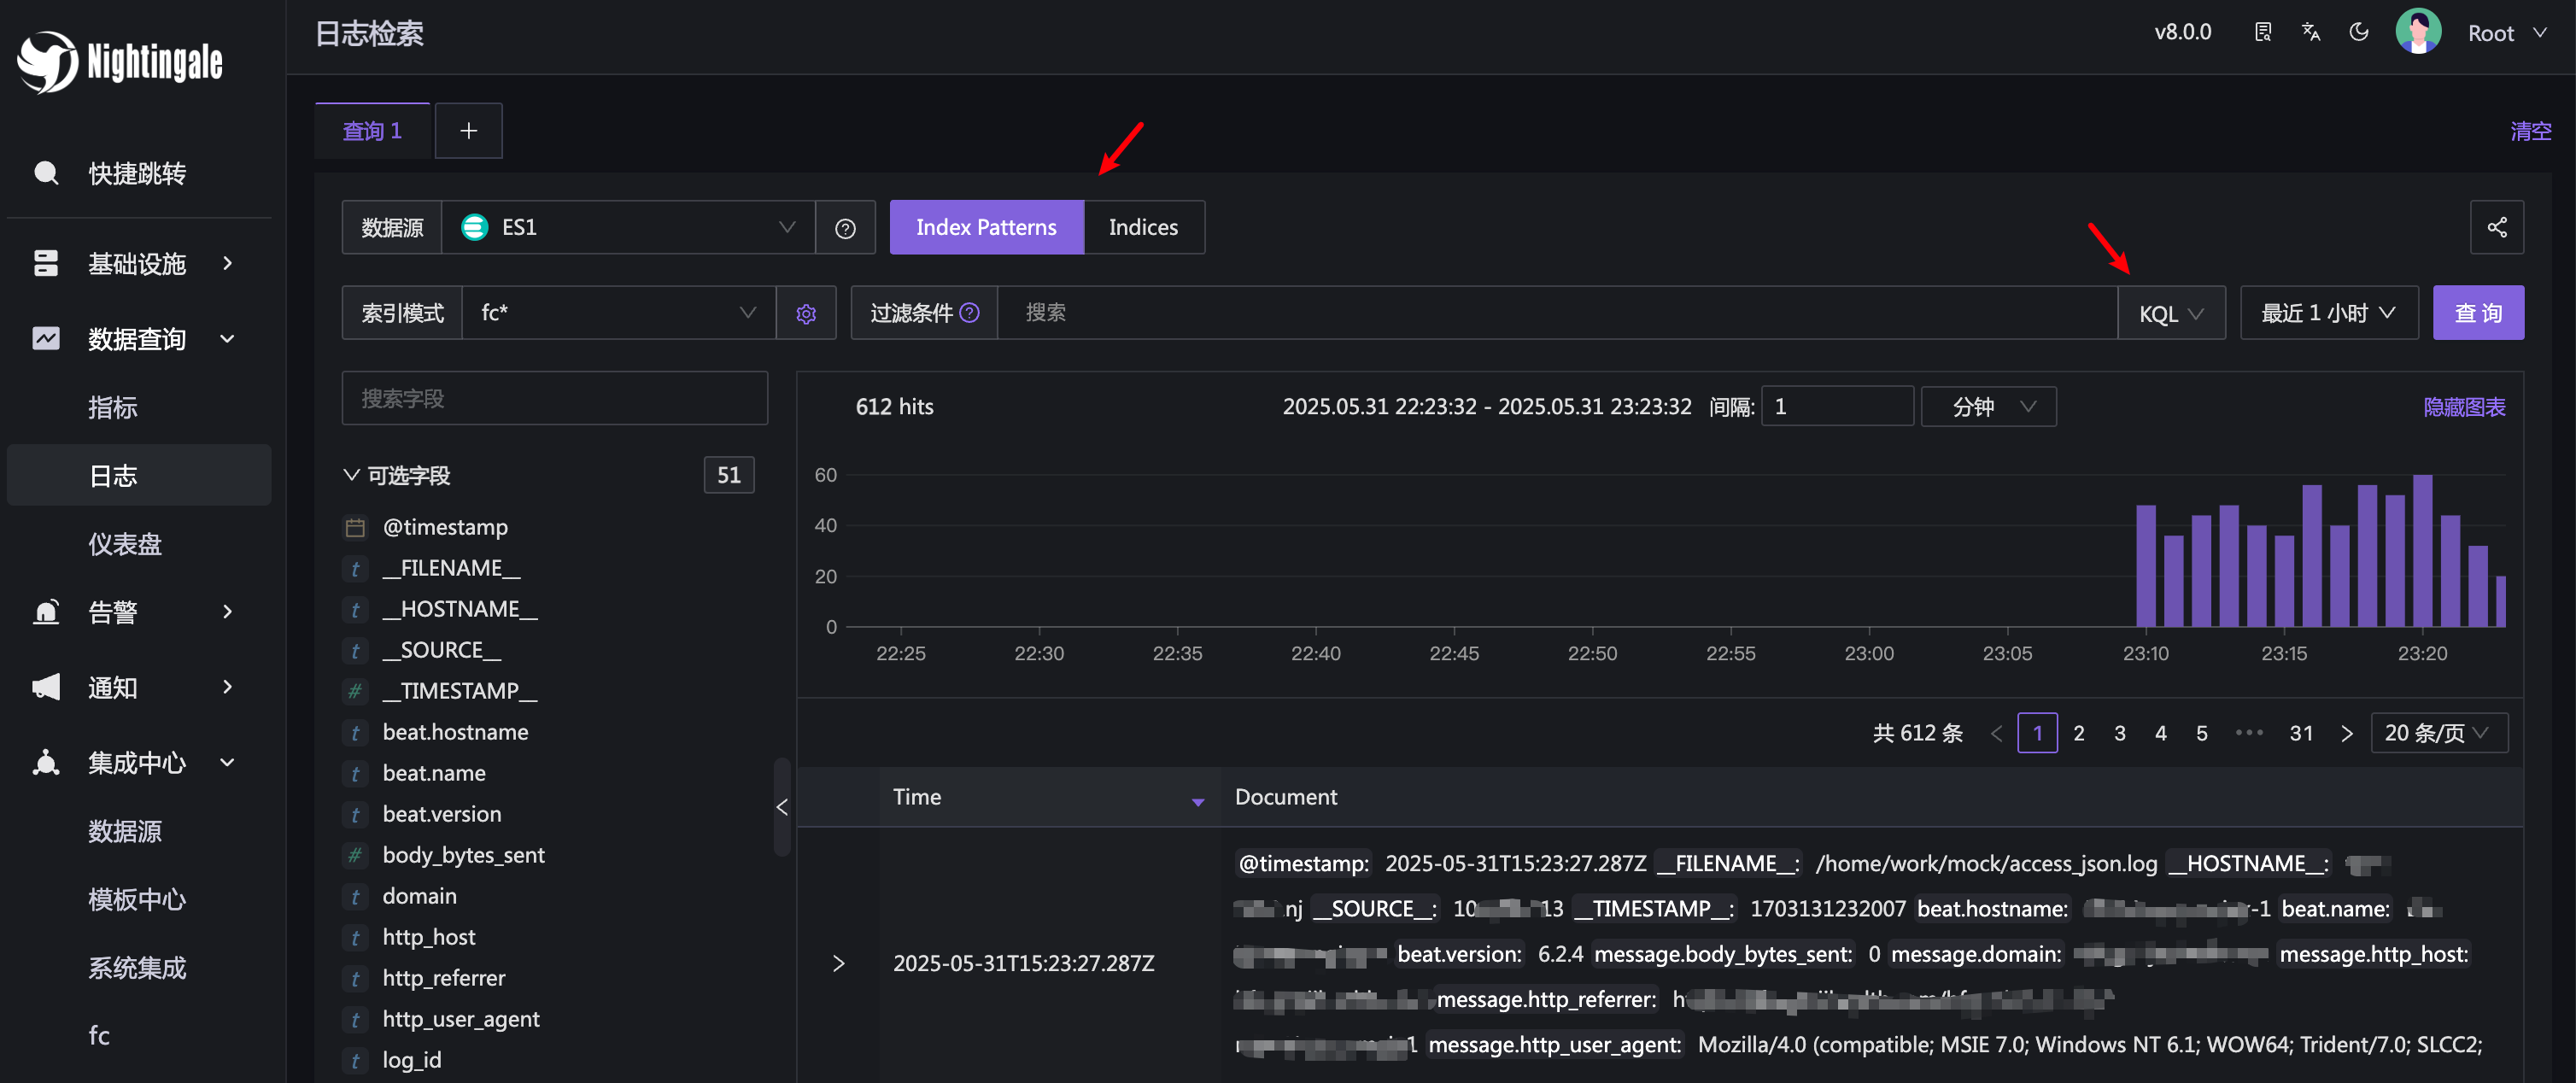 Nightingale
日志检索
v8.0.0
Root
快捷跳转
基础设施
数据查询
指标
日志
仪表盘
告警
通知
集成中心
数据源
模板中心
系统集成
fc
查询 1
+
清空
数据源 ES1 Index Patterns Indices
索引模式 fc* 过滤条件 搜索 KQL 最近 1 小时 查 询
搜索字段
可选字段 51
@timestamp
__FILENAME__
__HOSTNAME__
__SOURCE__
__TIMESTAMP__
beat.hostname
beat.name
beat.version
body_bytes_sent
domain
http_host
http_referrer
http_user_agent
log_id
612 hits 2025.05.31 22:23:32 - 2025.05.31 23:23:32 间隔: 1 分钟 隐藏图表
60
40
20
0
22:25 22:30 22:35 22:40 22:45 22:50 22:55 23:00 23:05 23:10 23:15 23:20
共 612 条 < 1 2 3 4 5 ••• 31 > 20 条/页
Time Document
2025-05-31T15:23:27.287Z
@timestamp: 2025-05-31T15:23:27.287Z __FILENAME__: /home/work/mock/access_json.log __HOSTNAME__:
nj __SOURCE__: 10 13 __TIMESTAMP__: 1703131232007 beat.hostname: -1 beat.name:
beat.version: 6.2.4 message.body_bytes_sent: 0 message.domain: message.http_host:
message.http_referrer:
message.http_user_agent: Mozilla/4.0 (compatible; MSIE 7.0; Windows NT 6.1; WOW64; Trident/7.0; SLCC2;